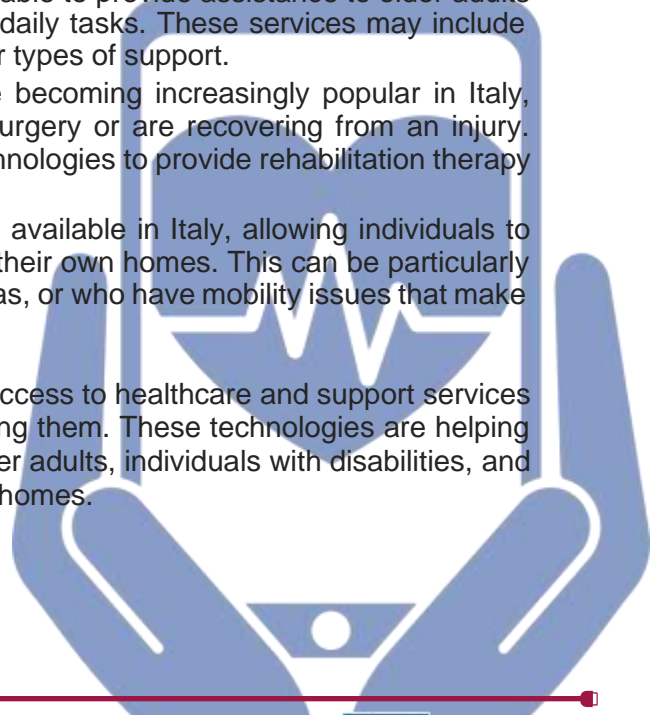 able to provide assistance to older adults
daily tasks. These services may include
r types of support.
becoming increasingly popular in Italy,
surgery or are recovering from an injury.
hnologies to provide rehabilitation therapy
available in Italy, allowing individuals to
their own homes. This can be particularly
as, or who have mobility issues that make
ccess to healthcare and support services
ng them. These technologies are helping
er adults, individuals with disabilities, and
homes.